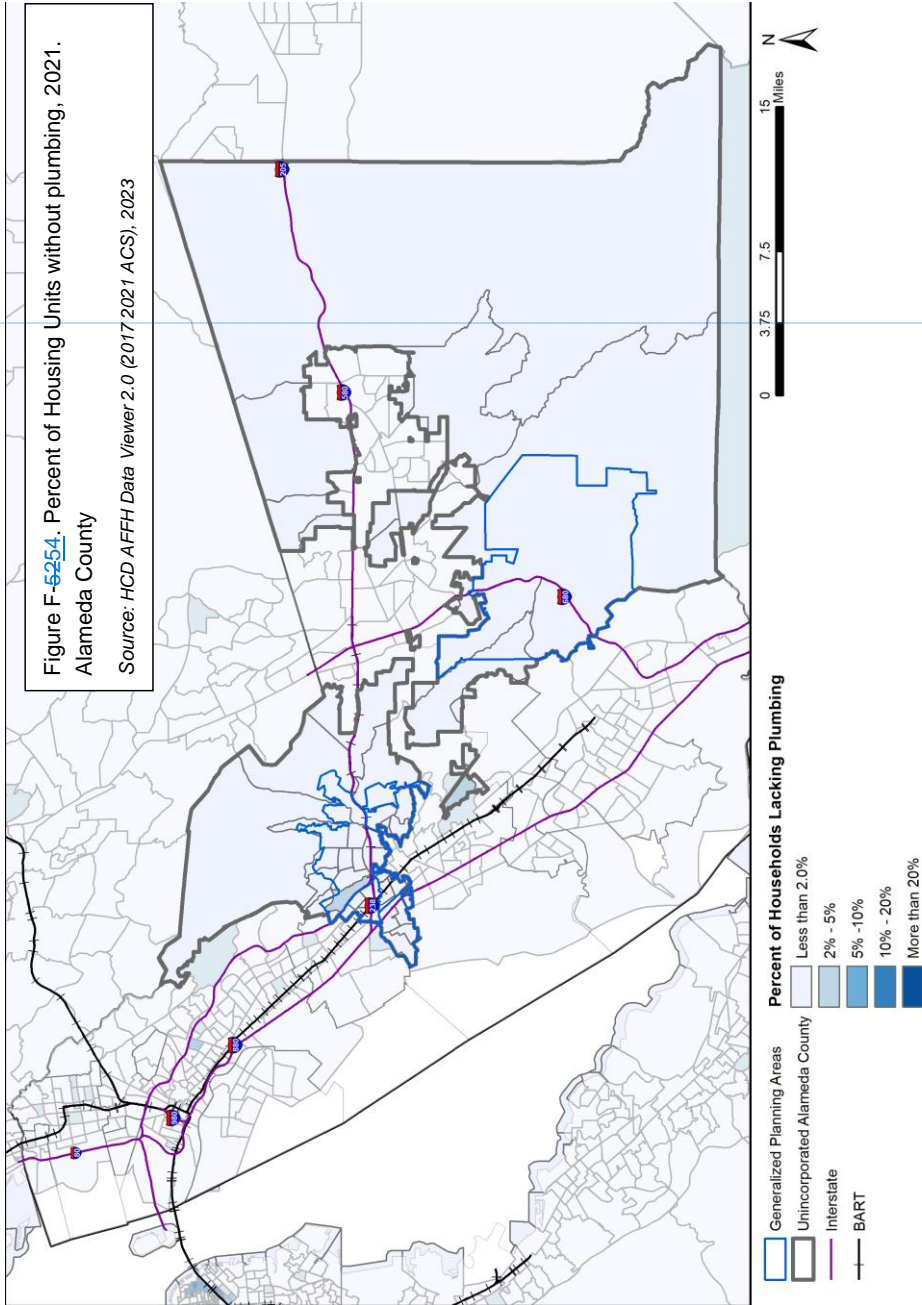 Figure F-5254. Percent of Housing Units without plumbing, 2021.
Alameda County
Source: HCD AFFH Data Viewer 2.0 (2017 2021 ACS), 2023
80
980
880
238
580
680
205
N
0 3.75 7.5 15
Miles
Generalized Planning Areas
Unincorporated Alameda County
Interstate
BART
Percent of Households Lacking Plumbing
Less than 2.0%
2% - 5%
5% -10%
10% - 20%
More than 20%